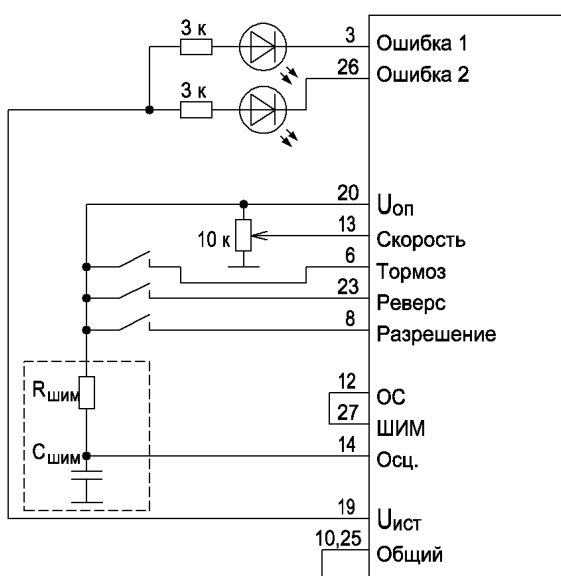 3 к
3
Ошибка 1
26
Ошибка 2
3 к
20
Uоп
13
10 к
Скорость
6
Тормоз
23
Реверс
8
Разрешение
Rшим
12
ОС
27
ШИМ
Cшим
14
Осц.
19
Uист
10,25
Общий